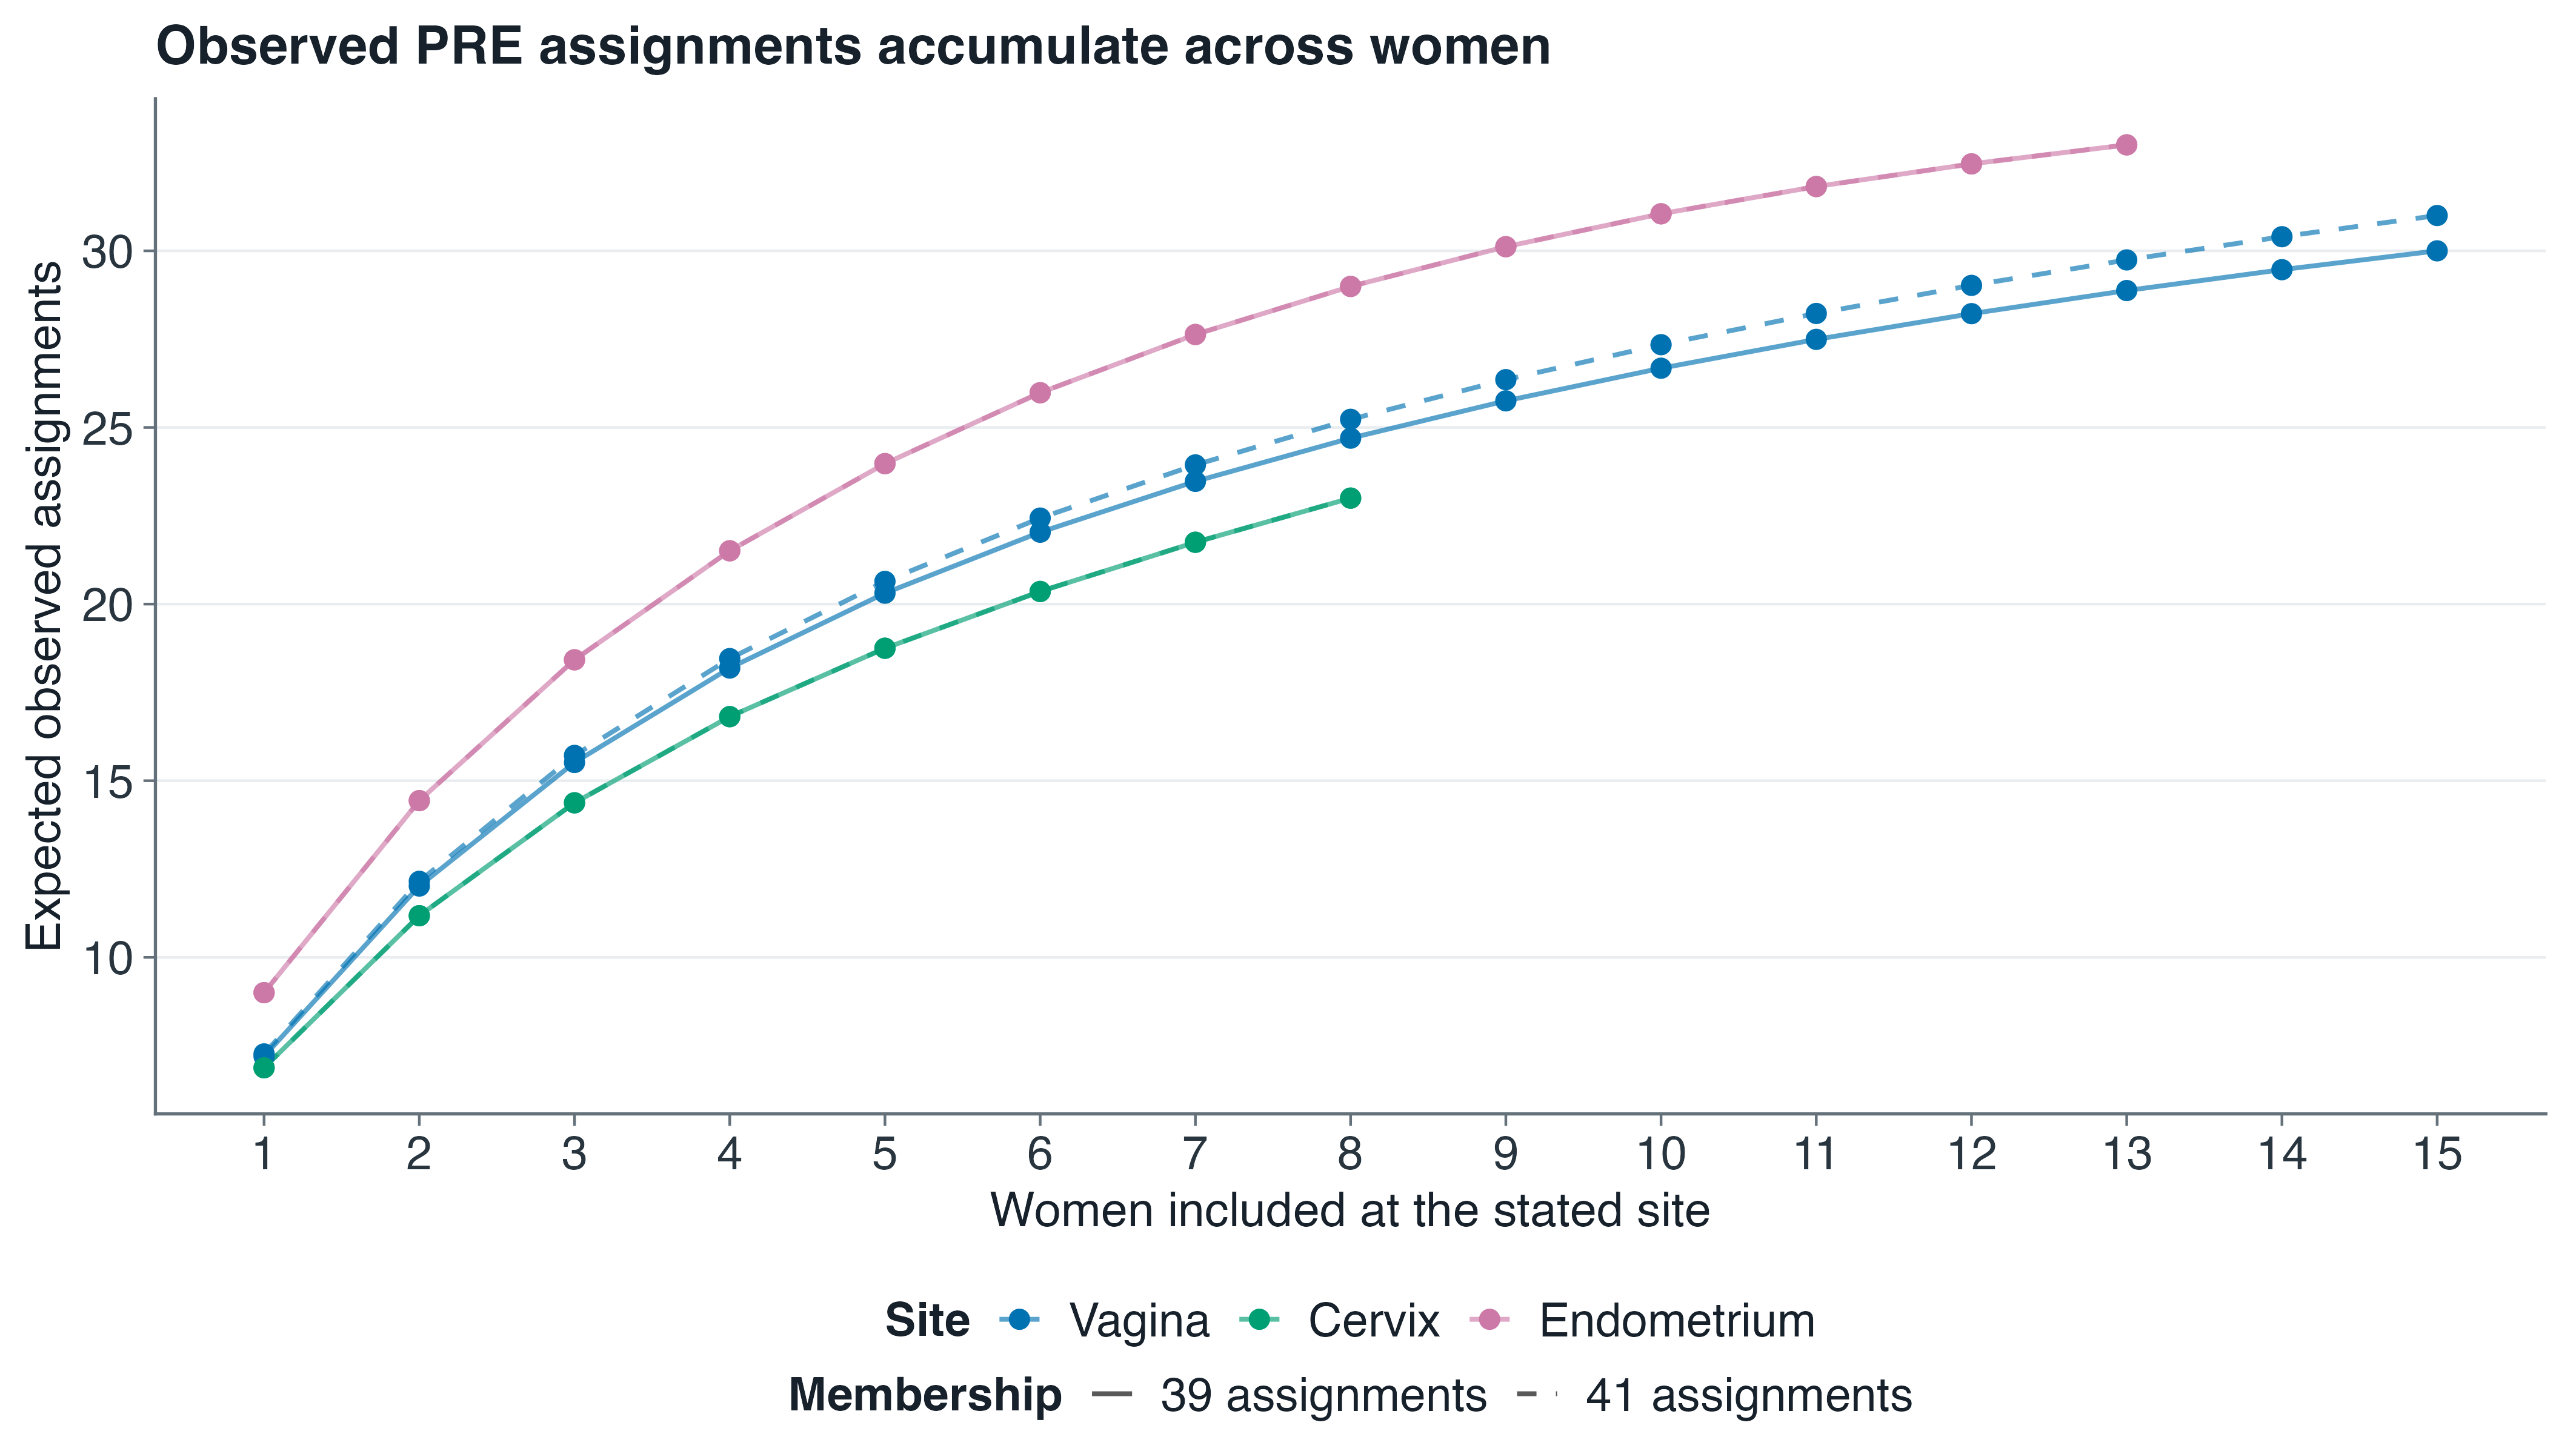 Observed PRE assignments accumulate across women
Expected observed assignments
30
25
20
15
10
1 2 3 4 5 6 7 8 9 10 11 12 13 14 15
Women included at the stated site
Site Vagina Cervix Endometrium
Membership 39 assignments 41 assignments